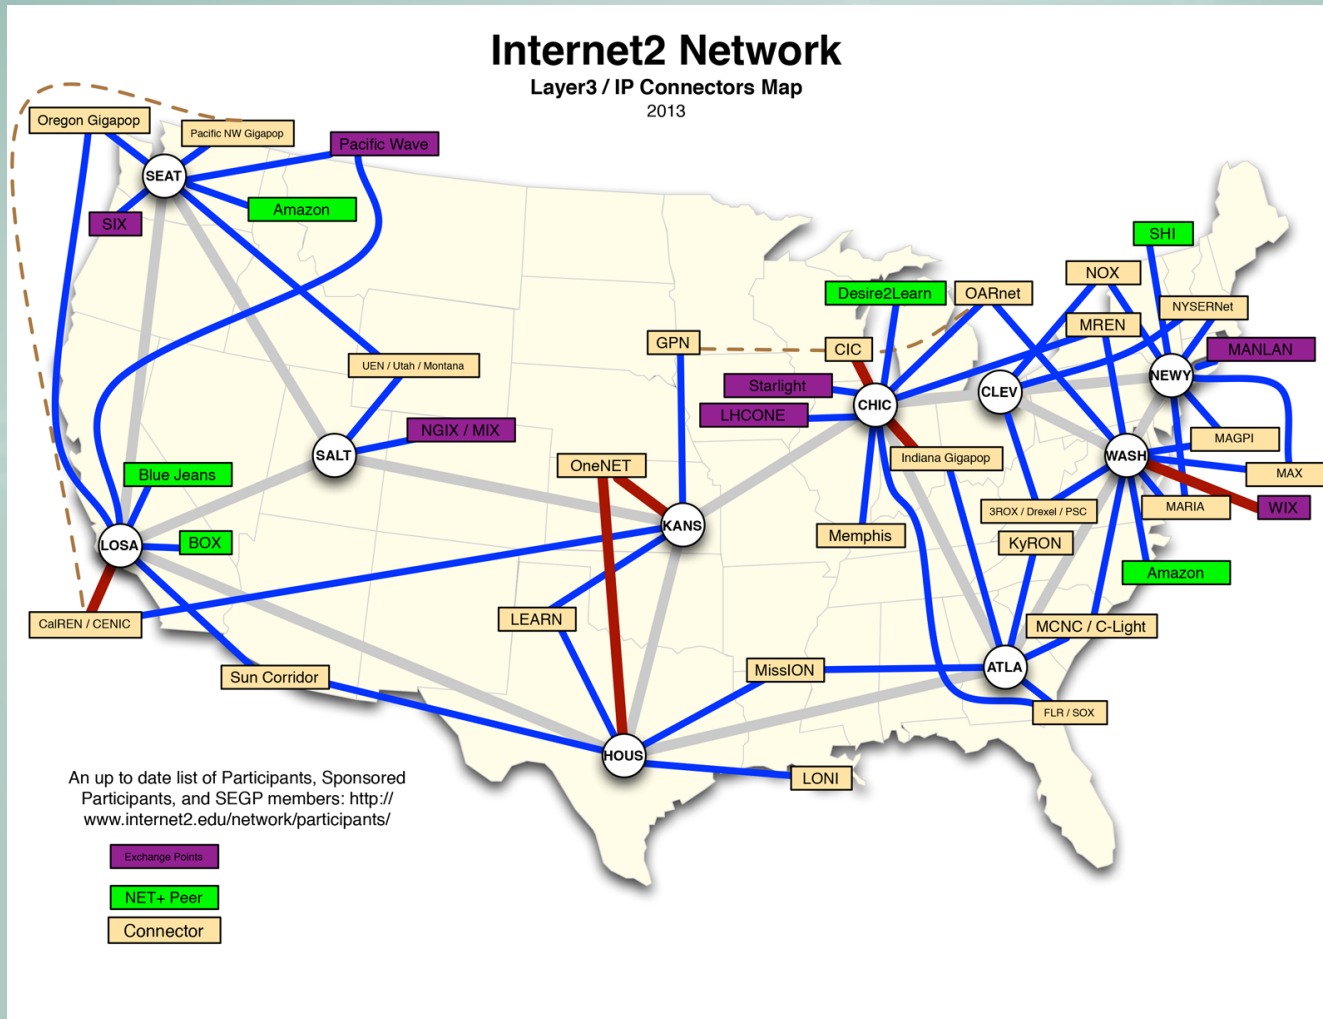 Internet2 Network
Layer3 / IP Connectors Map
2013
Oregon Gigapop
Pacific NW Gigapop
Pacific Wave
SEAT
Amazon
SIX
SHI
NOX
Desire2Learn
OARnet
NYSERNet
MREN
GPN
CIC
MANLAN
UEN / Utah / Montana
Starlight
NEWY
CLEV
CHIC
LHCONE
NGIX / MIX
MAGPI
SALT
Indiana Gigapop
WASH
OneNET
Blue Jeans
MAX
3ROX / Drexel / PSC
MARIA
WIX
KANS
Memphis
KyRON
LOSA
BOX
Amazon
CalREN / CENIC
LEARN
MCNC / C-Light
Sun Corridor
MissION
ATLA
FLR / SOX
HOUS
LONI
An up to date list of Participants, Sponsored
Participants, and SEGP members: http://
www.internet2.edu/network/participants/
Exchange Points
NET+ Peer
Connector